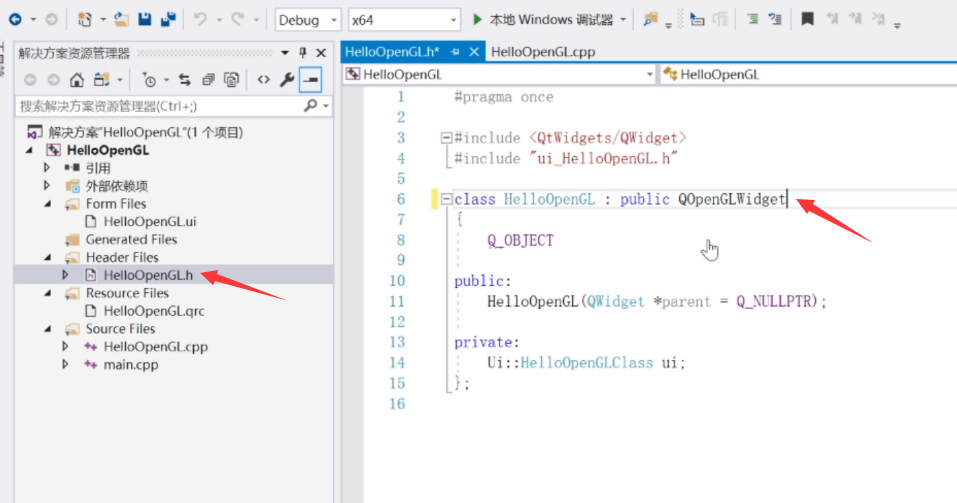 Debug x64 本地 Windows 调试器
解决方案资源管理器
HelloOpenGL.h* HelloOpenGL.cpp
HelloOpenGL HelloOpenGL
搜索解决方案资源管理器(Ctrl+;)
解决方案"HelloOpenGL"(1 个项目)
HelloOpenGL
引用
外部依赖项
Form Files
HelloOpenGL.ui
Generated Files
Header Files
HelloOpenGL.h
Resource Files
HelloOpenGL.qrc
Source Files
HelloOpenGL.cpp
main.cpp
1 #pragma once
2
3 #include <QtWidgets/QWidget>
4 #include "ui_HelloOpenGL.h"
5
6 class HelloOpenGL : public QOpenGLWidget
7 {
8 Q_OBJECT
9
10 public:
11 HelloOpenGL(QWidget *parent = Q_NULLPTR);
12
13 private:
14 Ui::HelloOpenGLClass ui;
15 };
16